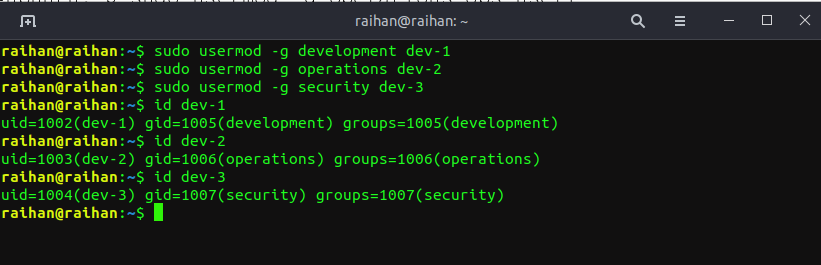 raihan@raihan: ~
raihan@raihan:~$ sudo usermod -g development dev-1
raihan@raihan:~$ sudo usermod -g operations dev-2
raihan@raihan:~$ sudo usermod -g security dev-3
raihan@raihan:~$ id dev-1
uid=1002(dev-1) gid=1005(development) groups=1005(development)
raihan@raihan:~$ id dev-2
uid=1003(dev-2) gid=1006(operations) groups=1006(operations)
raihan@raihan:~$ id dev-3
uid=1004(dev-3) gid=1007(security) groups=1007(security)
raihan@raihan:~$